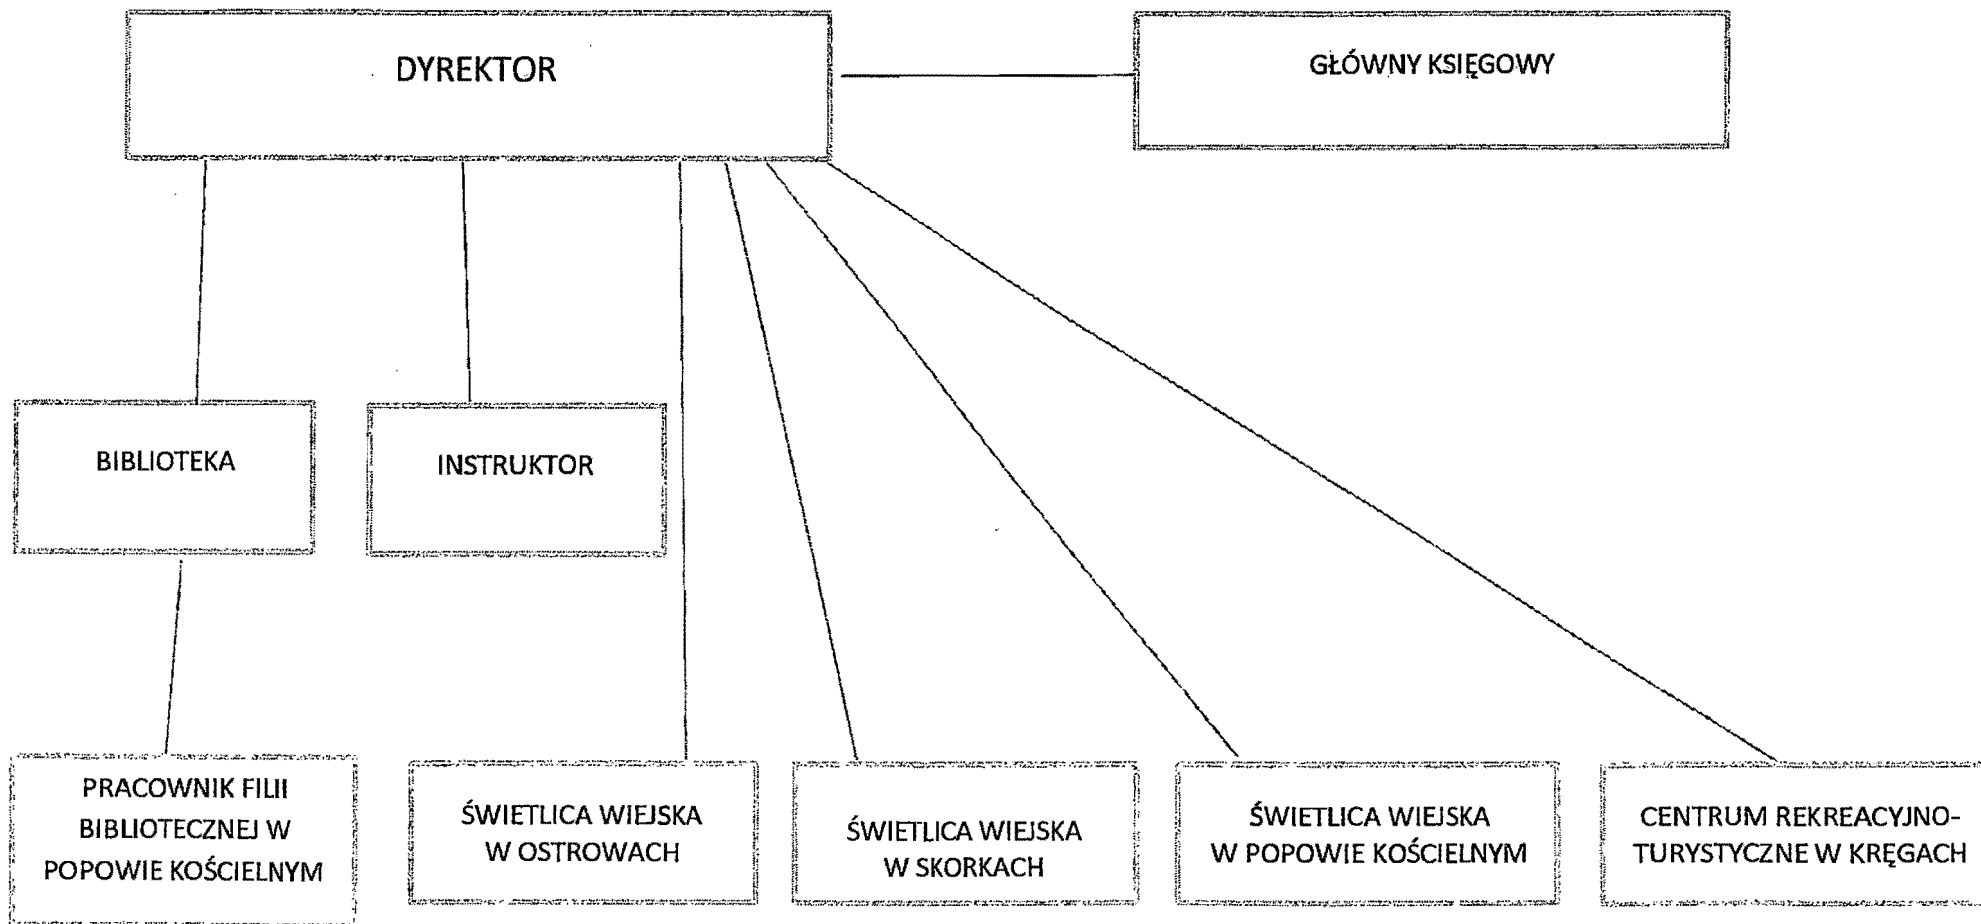 DYREKTOR
GŁÓWNY KSIĘGOWY
BIBLIOTEKA
INSTRUKTOR
PRACOWNIK FILII
BIBLIOTECZNEJ W
POPOWIE KOŚCIELNYM
ŚWIETLICA WIEJSKA
W OSTROWACH
ŚWIETLICA WIEJSKA
W SKORKACH
ŚWIETLICA WIEJSKA
W POPOWIE KOŚCIELNYM
CENTRUM REKREACYJNO-
TURYSTYCZNE W KRĘGACH